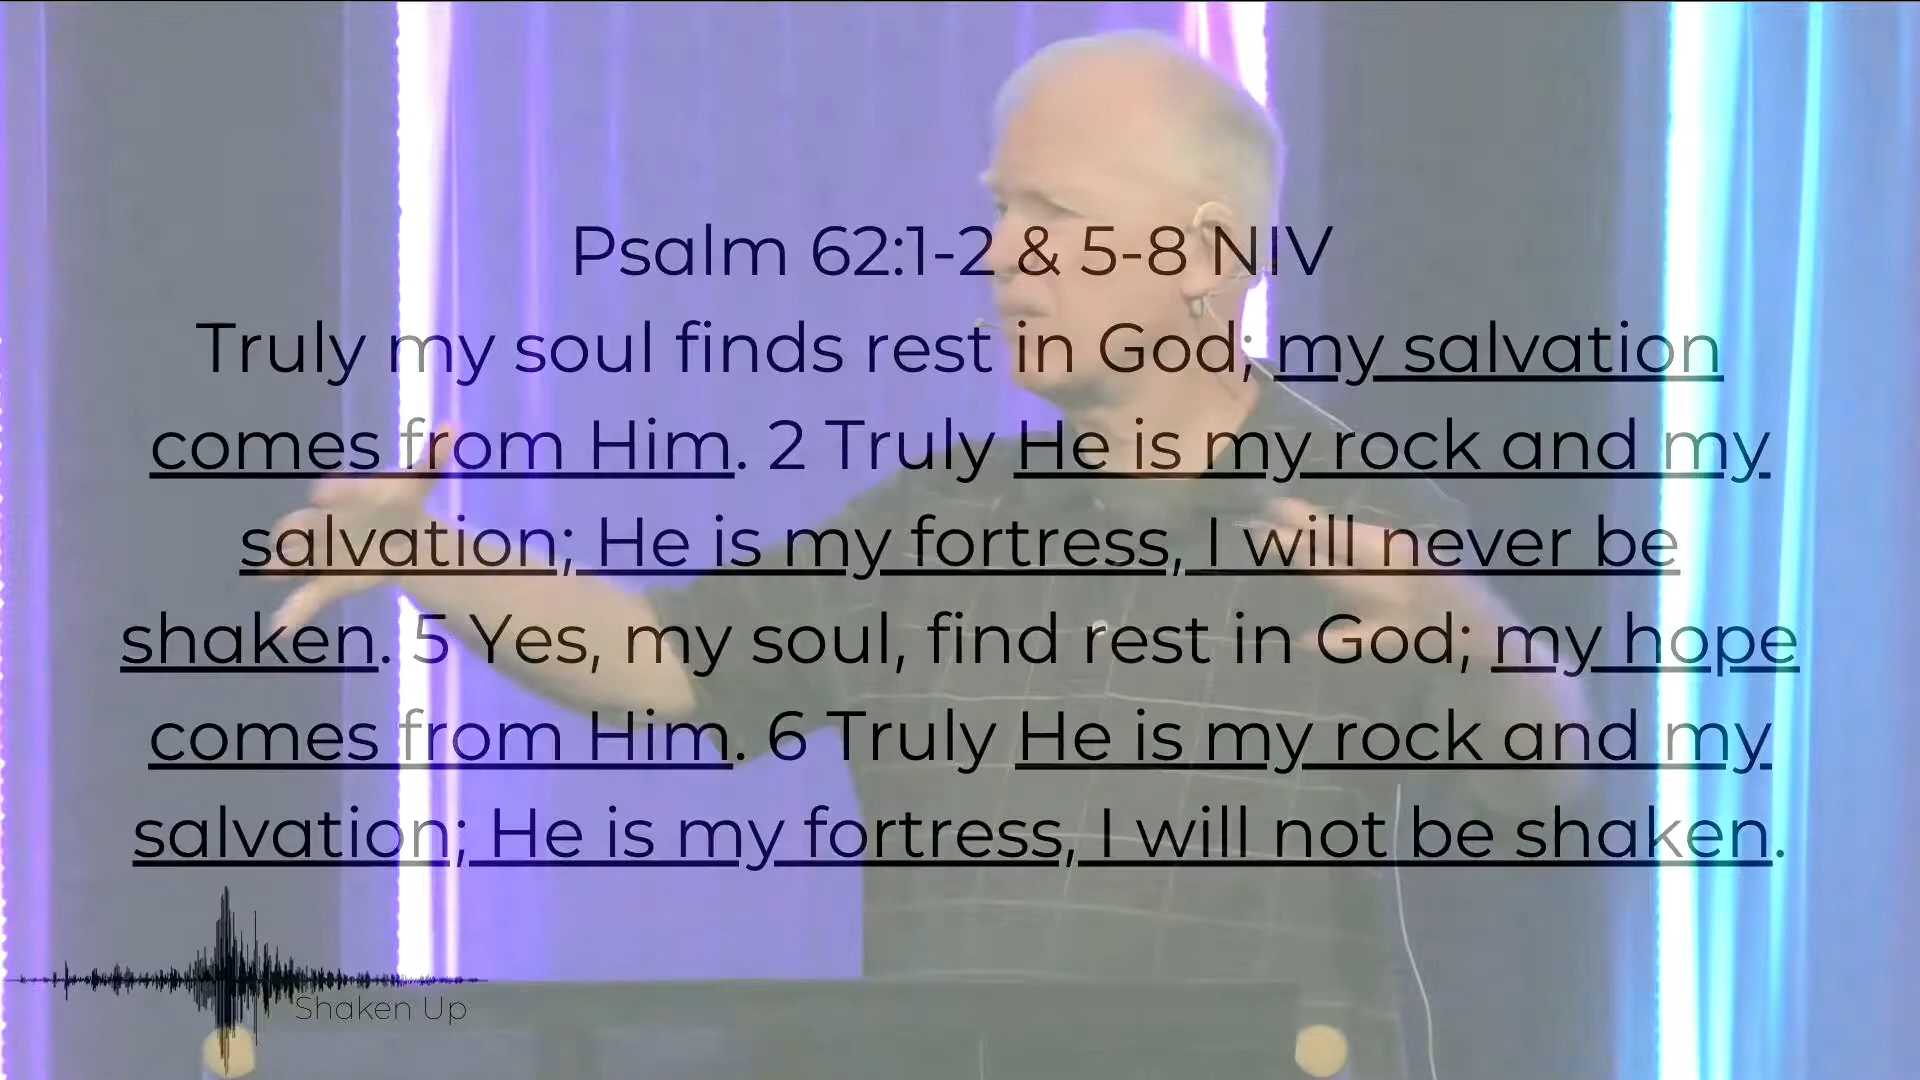 Psalm 62:1-2 & 5-8 NIV
Truly my soul finds rest in God; my salvation
comes from Him. 2 Truly He is my rock and my
salvation; He is my fortress, I will never be
shaken. 5 Yes, my soul, find rest in God; my hope
comes from Him. 6 Truly He is my rock and my
salvation; He is my fortress, I will not be shaken.
Shaken Up